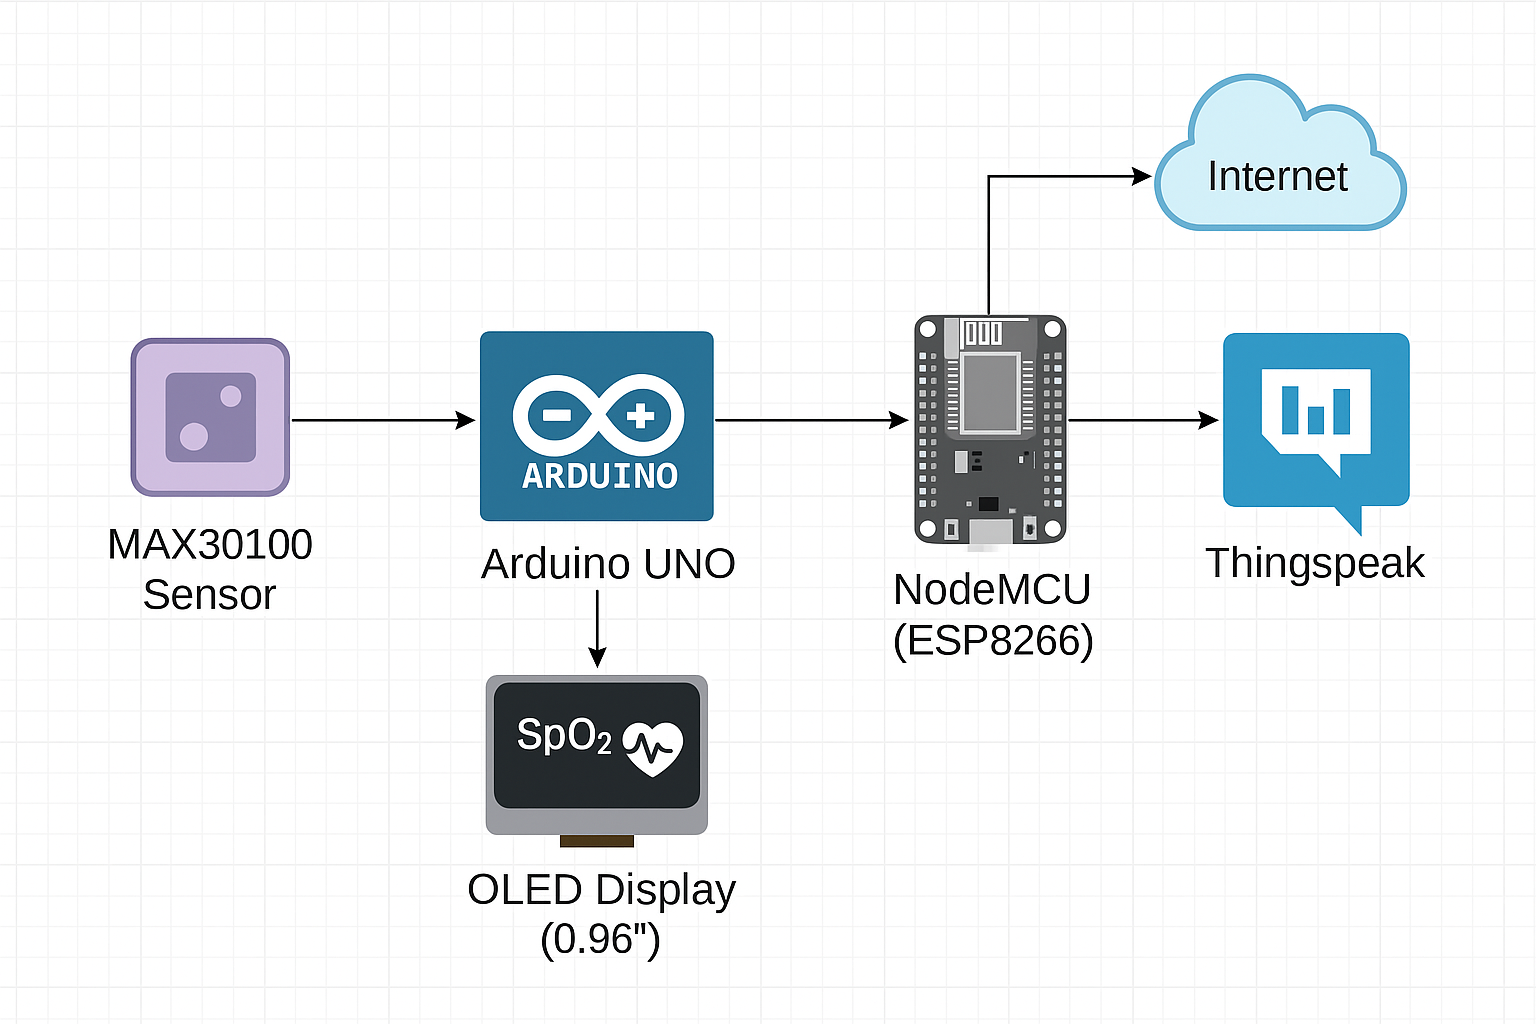 Internet
ARDUINO
MAX30100
Sensor
Arduino UNO
NodeMCU
(ESP8266)
Thingspeak
SpO₂
OLED Display
(0.96")